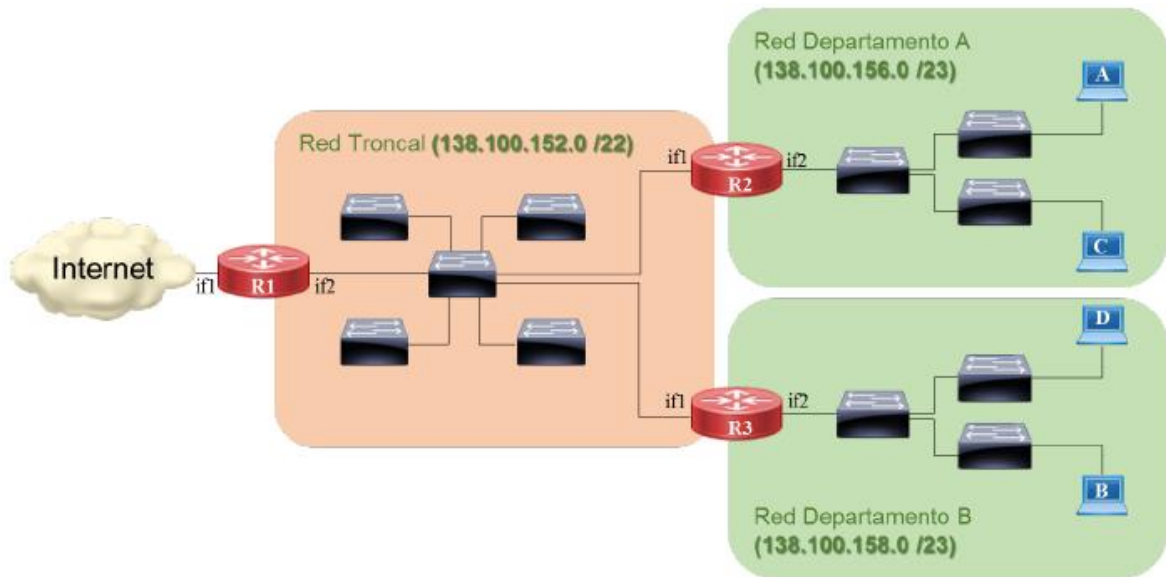 Red Departamento A
(138.100.156.0 /23)
A
Red Troncal (138.100.152.0 /22)
if1
R2
if2
C
Internet
if1
R1
if2
D
if1
R3
if2
B
Red Departamento B
(138.100.158.0 /23)